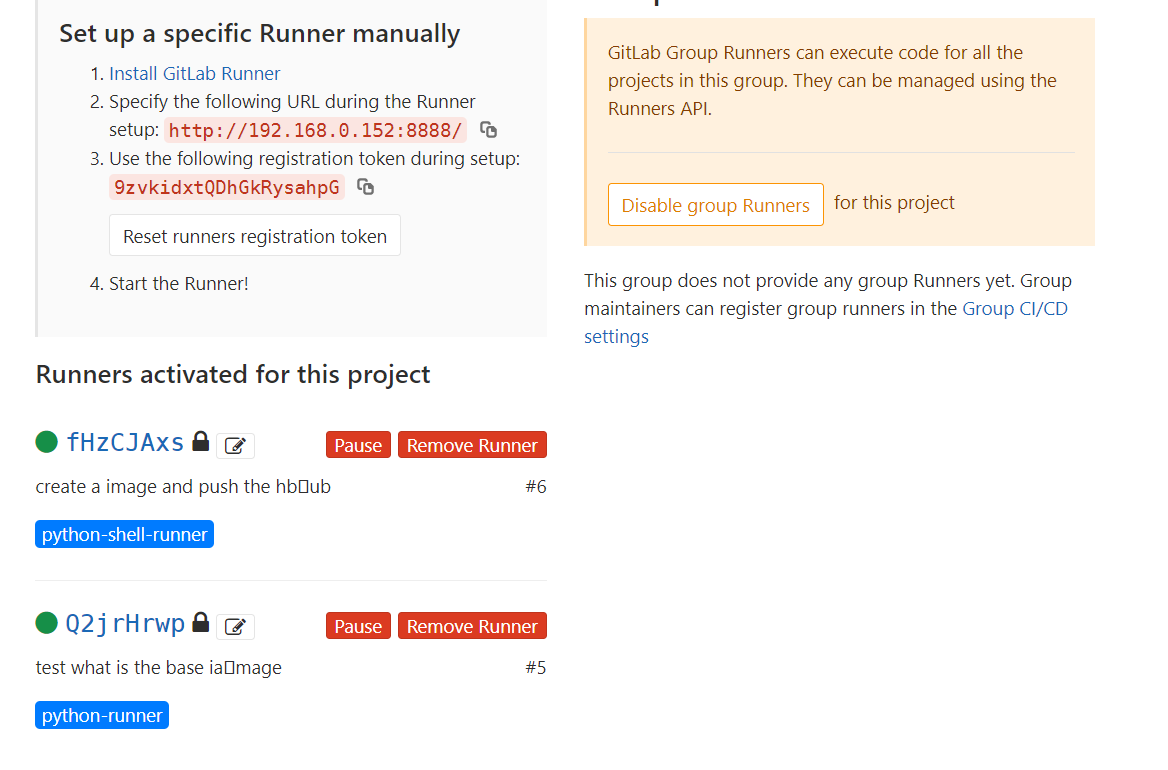 Set up a specific Runner manually
1. Install GitLab Runner
2. Specify the following URL during the Runner
setup: http://192.168.0.152:8888/
3. Use the following registration token during setup:
9zvkidxtQDhGkRysahpG
Reset runners registration token
4. Start the Runner!
Runners activated for this project
fHzCJAxs
Pause
Remove Runner
create a image and push the hb▯ub
#6
python-shell-runner
Q2jrHrwp
Pause
Remove Runner
test what is the base ia▯mage
#5
python-runner
GitLab Group Runners can execute code for all the
projects in this group. They can be managed using the
Runners API.
Disable group Runners for this project
This group does not provide any group Runners yet. Group
maintainers can register group runners in the Group CI/CD
settings